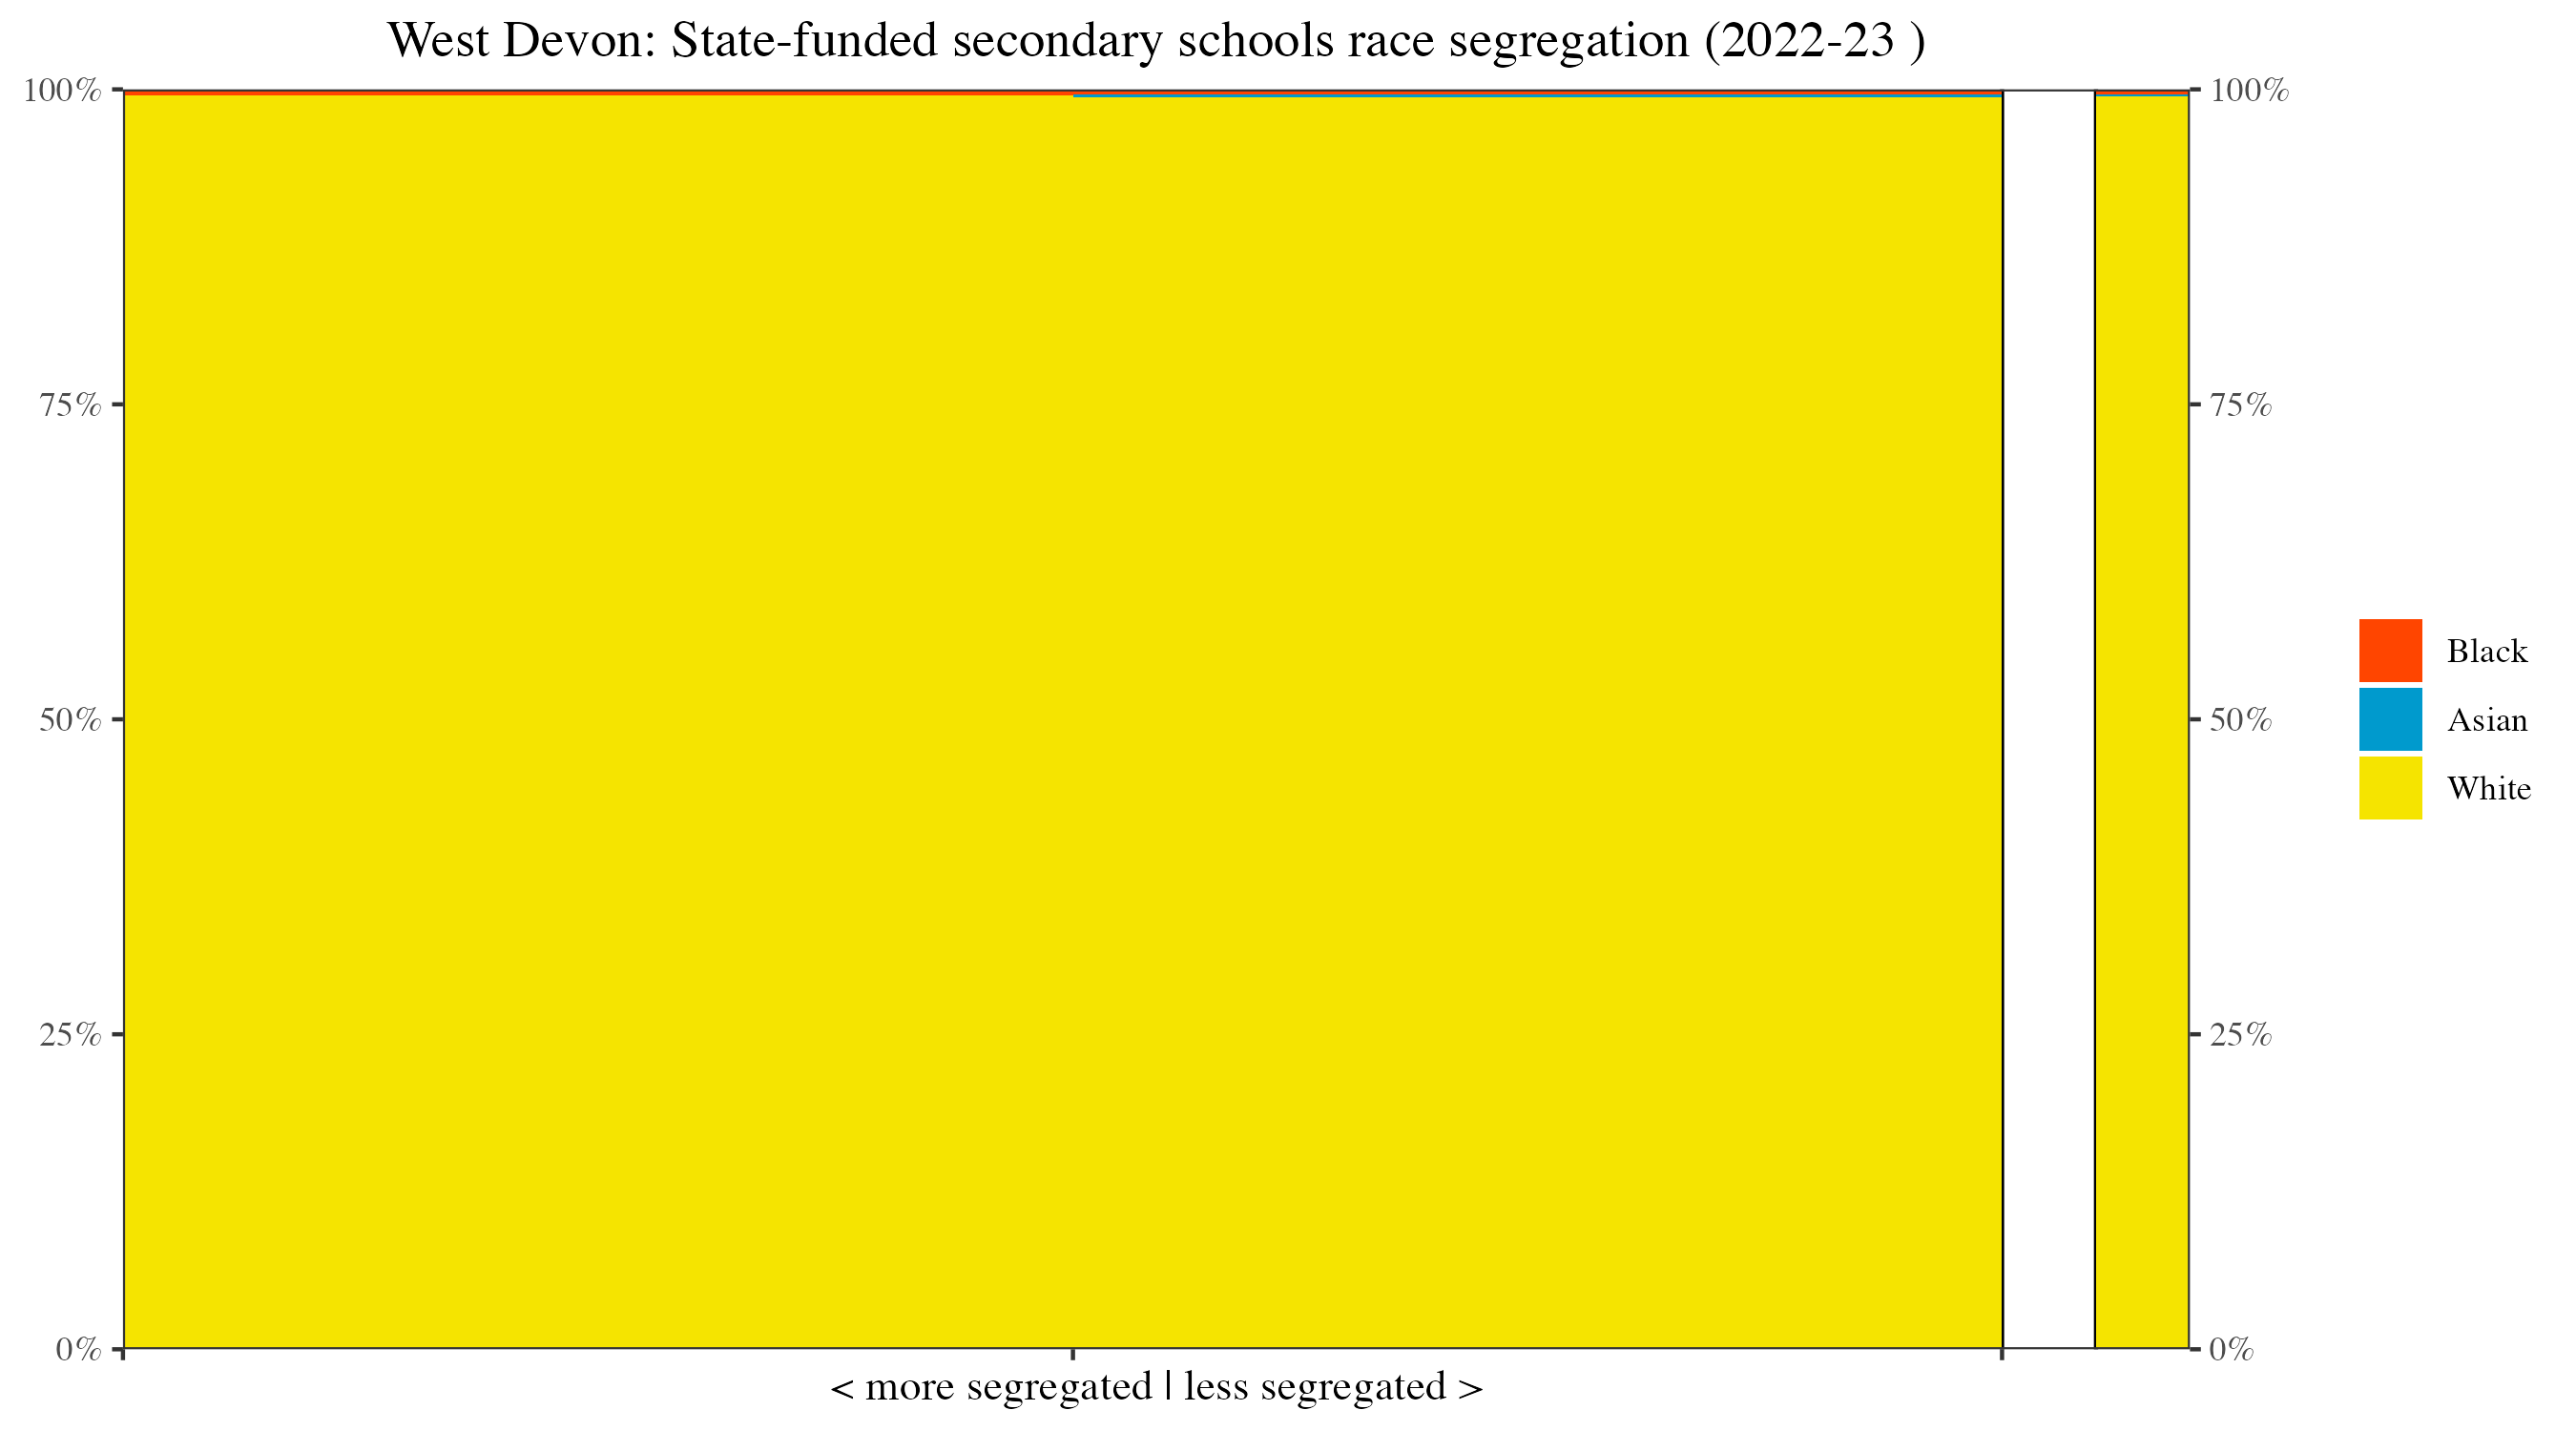 West Devon: State-funded secondary schools race segregation (2022-23 )
100%
75%
50%
25%
0%
100%
75%
50%
25%
0%
Black
Asian
White
< more segregated | less segregated >